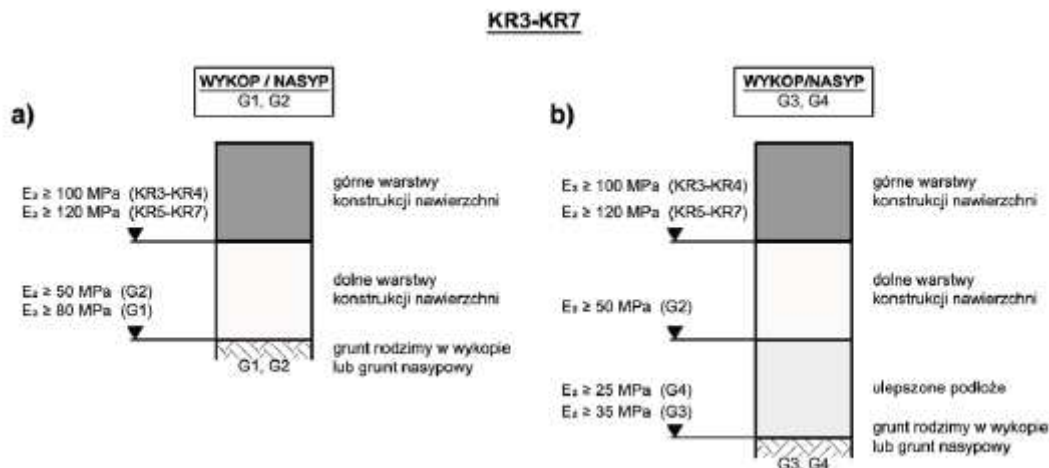 KR3-KR7
WYKOP / NASYP
G1, G2
a)
E₂ ≥ 100 MPa (KR3-KR4)
E₂ ≥ 120 MPa (KR5-KR7)
górne warstwy
konstrukcji nawierzchni
E₂ ≥ 50 MPa (G2)
E₂ ≥ 80 MPa (G1)
dolne warstwy
konstrukcji nawierzchni
G1, G2
grunt rodzimy w wykopie
lub grunt nasypowy
WYKOP/NASYP
G3, G4
b)
E₂ ≥ 100 MPa (KR3-KR4)
E₂ ≥ 120 MPa (KR5-KR7)
górne warstwy
konstrukcji nawierzchni
E₂ ≥ 50 MPa (G2)
dolne warstwy
konstrukcji nawierzchni
E₂ ≥ 25 MPa (G4)
E₂ ≥ 35 MPa (G3)
ulepszone podłoże
grunt rodzimy w wykopie
lub grunt nasypowy
G3, G4